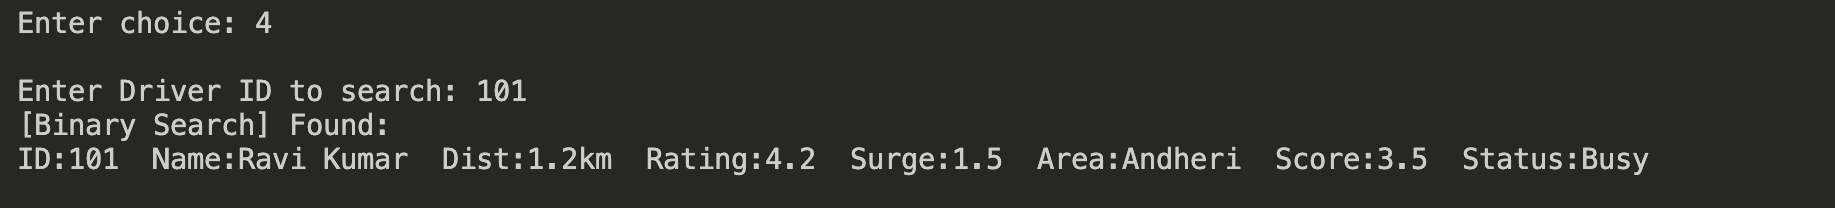 Enter choice: 4
Enter Driver ID to search: 101
[Binary Search] Found:
ID:101  Name:Ravi Kumar  Dist:1.2km  Rating:4.2  Surge:1.5  Area:Andheri  Score:3.5  Status:Busy